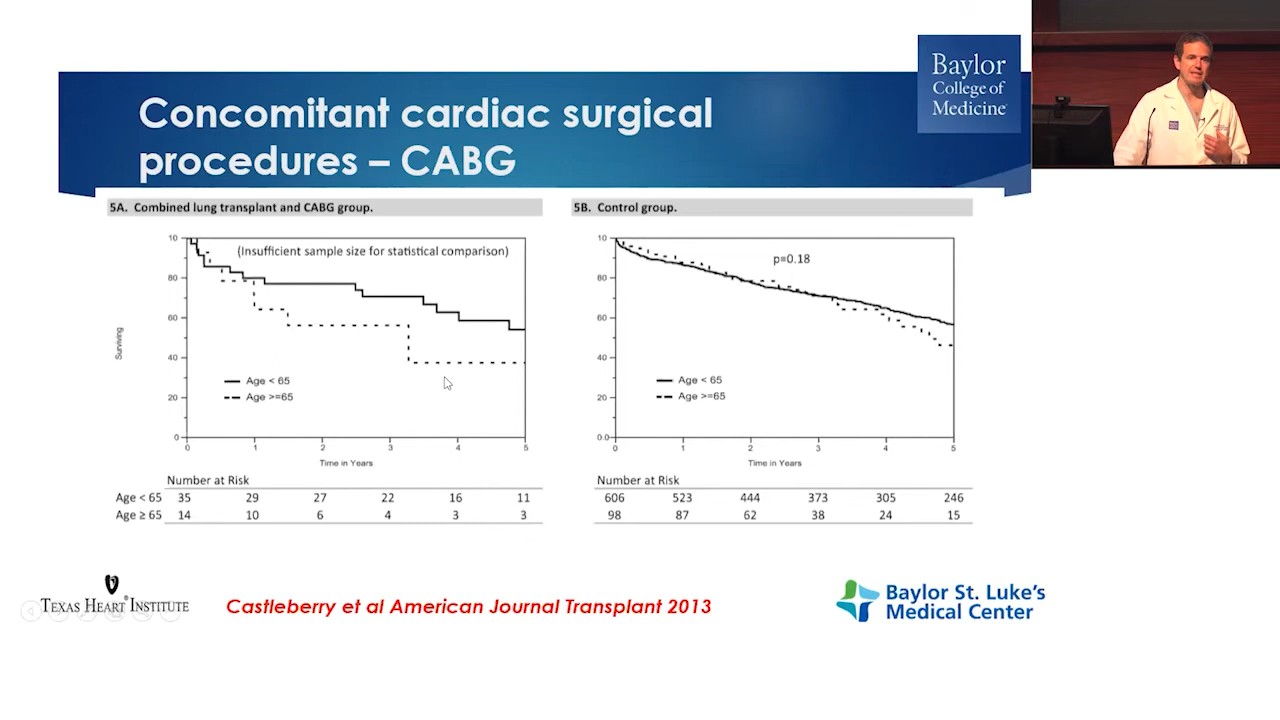 Concomitant cardiac surgical
procedures – CABG
Baylor
College of
Medicine
5A. Combined lung transplant and CABG group.
(Insufficient sample size for statistical comparison)
10
80
60
40
20
0
Surviving
Age < 65
Age >=65
0 1 2 3 4 5
Time in Years
Number at Risk
Age < 65 35 29 27 22 16 11
Age ≥ 65 14 10 6 4 3 3
5B. Control group.
p=0.18
10
80
60
40
20
0.0
Age < 65
Age >=65
0 1 2 3 4 5
Time in Years
Number at Risk
606 523 444 373 305 246
98 87 62 38 24 15
TEXAS HEART® INSTITUTE
Castleberry et al American Journal Transplant 2013
Baylor St. Luke's
Medical Center